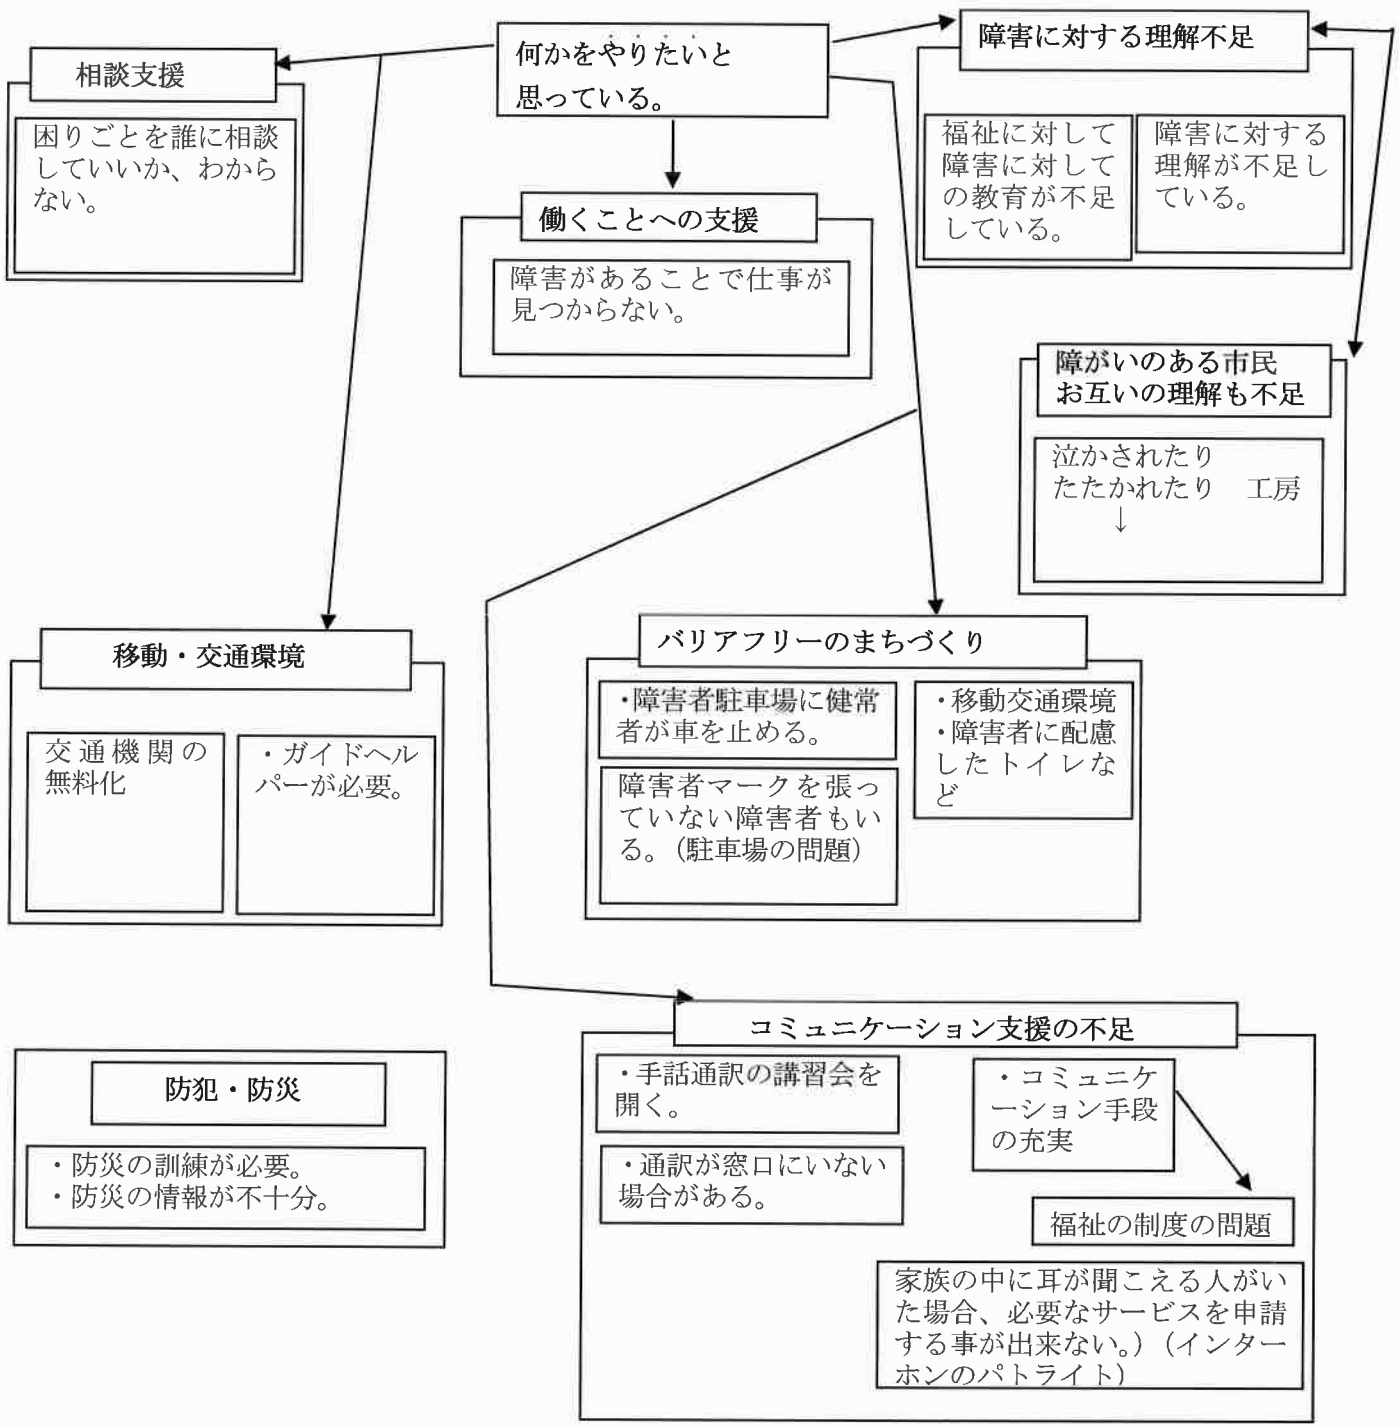 何かをやりたいと
思っている。
相談支援
困りごとを誰に相談
していいか、わから
ない。
働くことへの支援
障害があることで仕事が
見つからない。
障害に対する理解不足
福祉に対して
障害に対して
の教育が不足
している。
障害に対する
理解が不足し
ている。
障がいのある市民
お互いの理解も不足
泣かされたり
たたかれたり　工房
↓
移動・交通環境
交通機関の
無料化
・ガイドヘル
パーが必要。
バリアフリーのまちづくり
・障害者駐車場に健常
者が車を止める。
障害者マークを張っ
ていない障害者もい
る。（駐車場の問題）
・移動交通環境
・障害者に配慮
したトイレな
ど
防犯・防災
・防災の訓練が必要。
・防災の情報が不十分。
コミュニケーション支援の不足
・手話通訳の講習会を
開く。
・通訳が窓口にいない
場合がある。
・コミュニケ
ーション手段
の充実
福祉の制度の問題
家族の中に耳が聞こえる人がい
た場合、必要なサービスを申請
する事が出来ない。）（インター
ホンのパトライト）